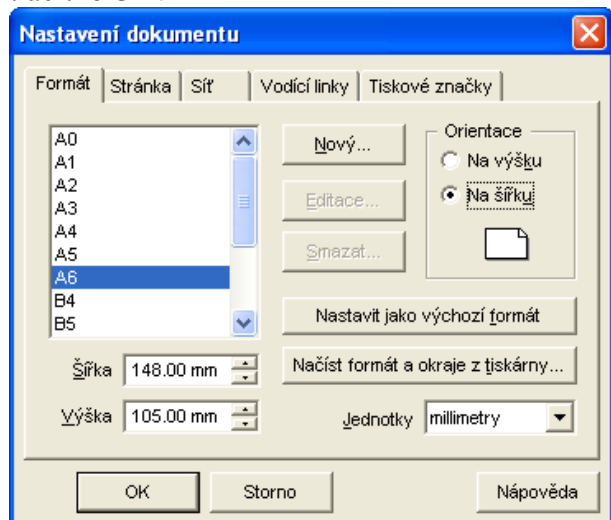 Nastavení dokumentu
Formát Stránka Síť Vodící linky Tiskové značky
A0
A1
A2
A3
A4
A5
A6
B4
B5
Nový...
Editace...
Smazat...
Orientace
Na výšku
Na šířku
Nastavit jako výchozí formát
Načíst formát a okraje z tiskárny...
Šířka 148.00 mm
Výška 105.00 mm
Jednotky millimetry
OK Storno Nápověda